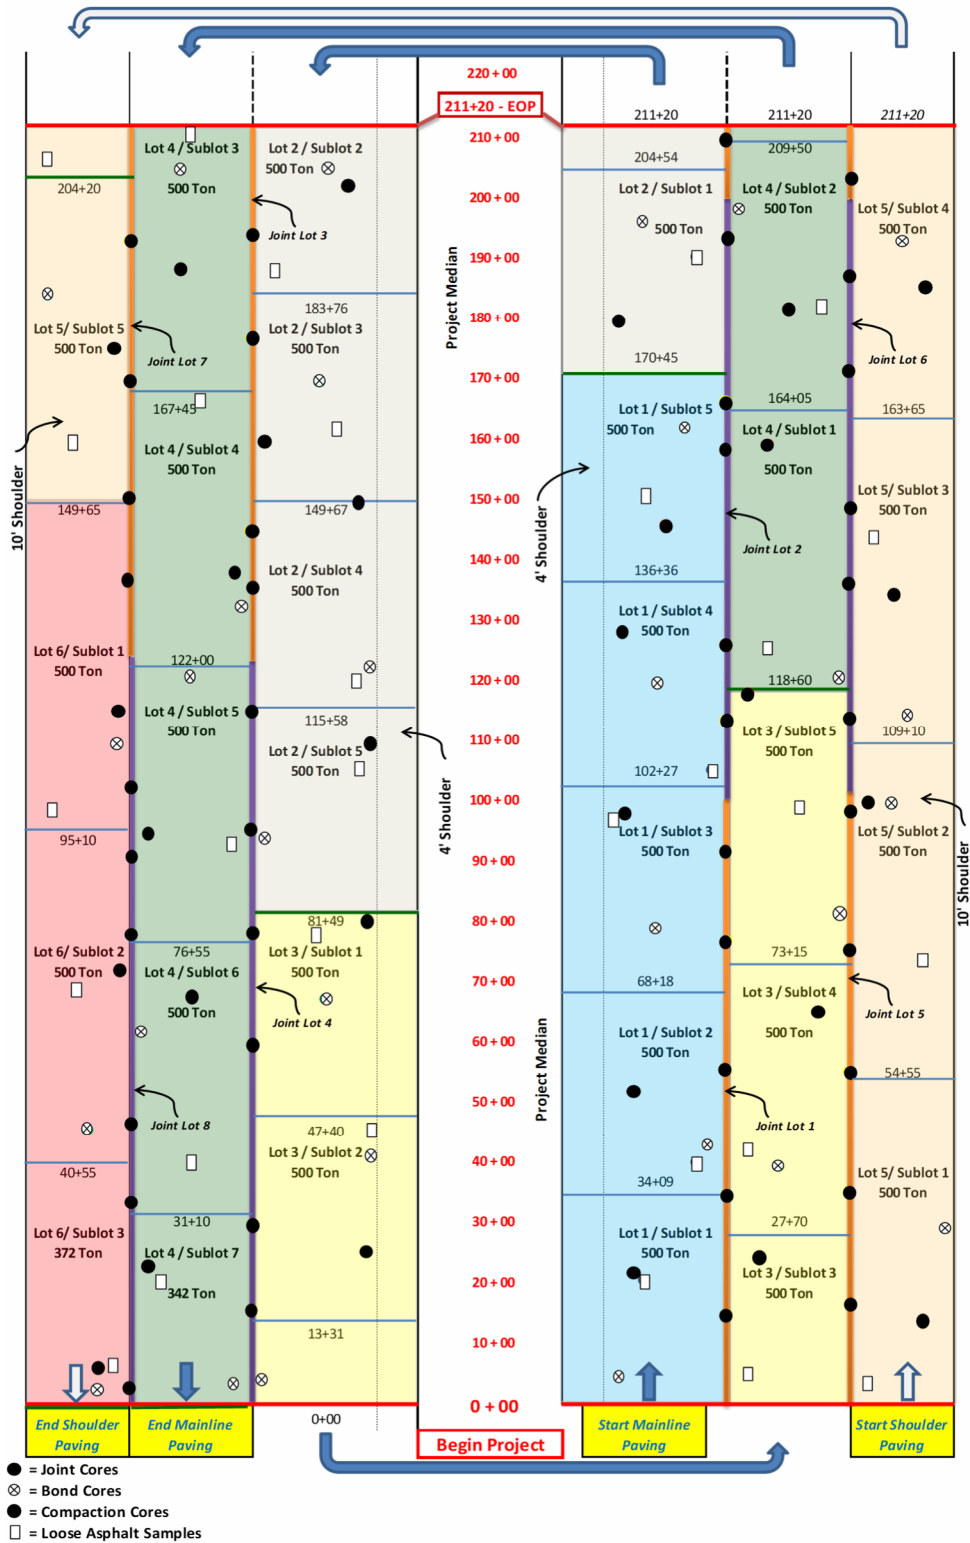 220 + 00
211+20 - EOP
211+20
211+20
211+20
210 + 00
200 + 00
190 + 00
180 + 00
170 + 00
160 + 00
150 + 00
140 + 00
130 + 00
120 + 00
110 + 00
100 + 00
90 + 00
80 + 00
70 + 00
60 + 00
50 + 00
40 + 00
30 + 00
20 + 00
10 + 00
0 + 00
Project Median
Project Median
204+20
Lot 5/ Sublot 5
500 Ton
10' Shoulder
149+65
Lot 6/ Sublot 1
500 Ton
95+10
Lot 6/ Sublot 2
500 Ton
40+55
Lot 6/ Sublot 3
372 Ton
End Shoulder
Paving
Lot 4 / Sublot 3
500 Ton
Joint Lot 7
167+45
Lot 4 / Sublot 4
500 Ton
122+00
Lot 4 / Sublot 5
500 Ton
76+55
Lot 4 / Sublot 6
500 Ton
Joint Lot 8
31+10
Lot 4 / Sublot 7
342 Ton
End Mainline
Paving
Lot 2 / Sublot 2
500 Ton
Joint Lot 3
183+76
Lot 2 / Sublot 3
500 Ton
149+67
Lot 2 / Sublot 4
500 Ton
115+58
Lot 2 / Sublot 5
500 Ton
4' Shoulder
81+49
Lot 3 / Sublot 1
500 Ton
Joint Lot 4
47+40
Lot 3 / Sublot 2
500 Ton
13+31
0+00
Begin Project
204+54
Lot 2 / Sublot 1
500 Ton
170+45
Lot 1 / Sublot 5
500 Ton
4' Shoulder
136+36
Lot 1 / Sublot 4
500 Ton
102+27
Lot 1 / Sublot 3
500 Ton
68+18
Lot 1 / Sublot 2
500 Ton
34+09
Lot 1 / Sublot 1
500 Ton
Start Mainline
Paving
209+50
Lot 4 / Sublot 2
500 Ton
164+05
Lot 4 / Sublot 1
500 Ton
Joint Lot 2
118+60
Lot 3 / Sublot 5
500 Ton
73+15
Lot 3 / Sublot 4
500 Ton
Joint Lot 1
27+70
Lot 3 / Sublot 3
500 Ton
Lot 5/ Sublot 4
500 Ton
Joint Lot 6
163+65
Lot 5/ Sublot 3
500 Ton
109+10
Lot 5/ Sublot 2
500 Ton
10' Shoulder
Joint Lot 5
54+55
Lot 5/ Sublot 1
500 Ton
Start Shoulder
Paving
= Joint Cores
= Bond Cores
= Compaction Cores
= Loose Asphalt Samples